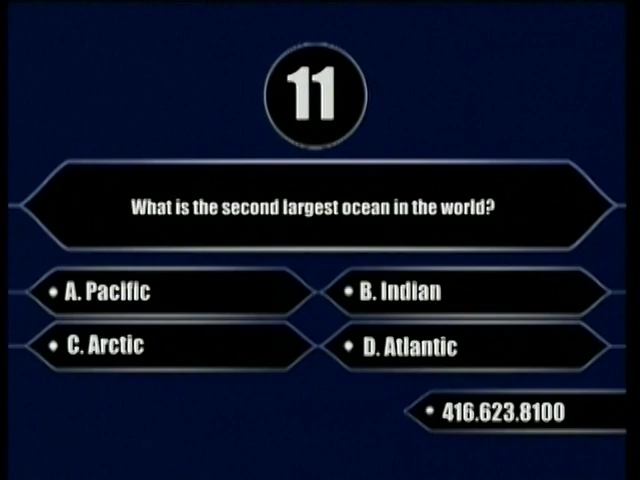 11
What is the second largest ocean in the world?
• A. Pacific
• B. Indian
• C. Arctic
• D. Atlantic
• 416.623.8100